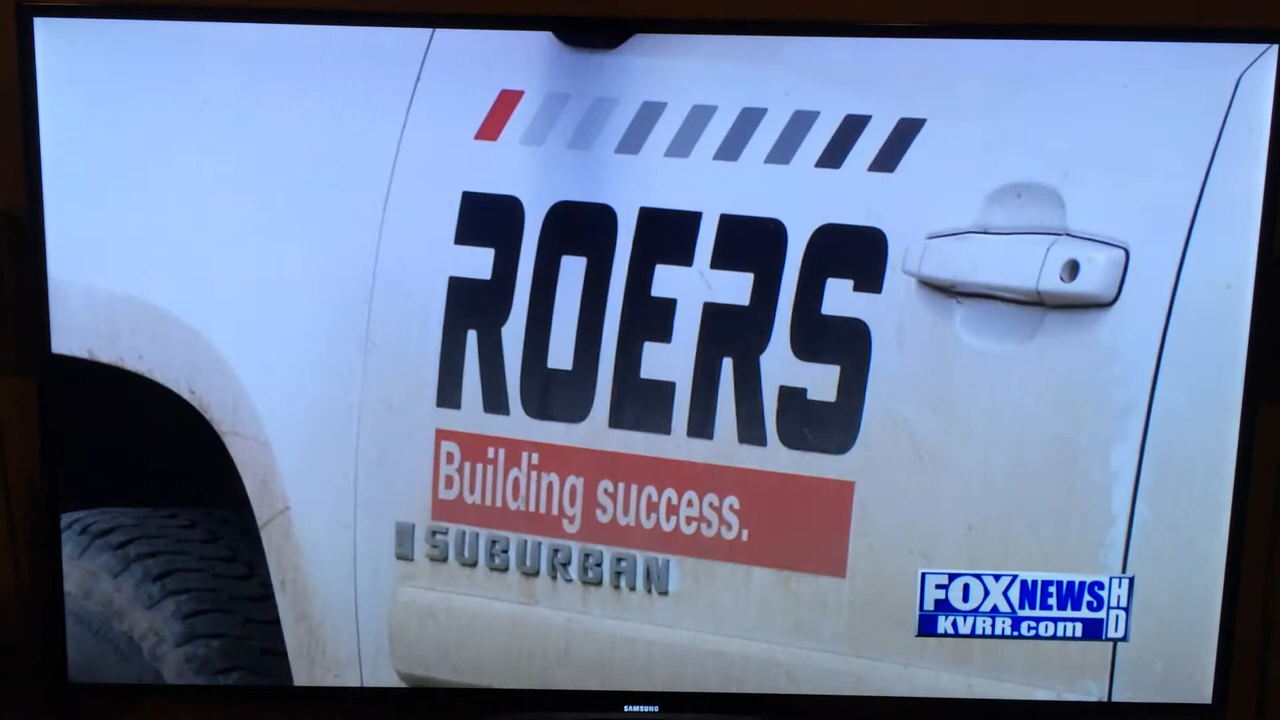 ROERS
Building success.
SUBURBAN
FOX NEWS HD
KVRR.com
SAMSUNG